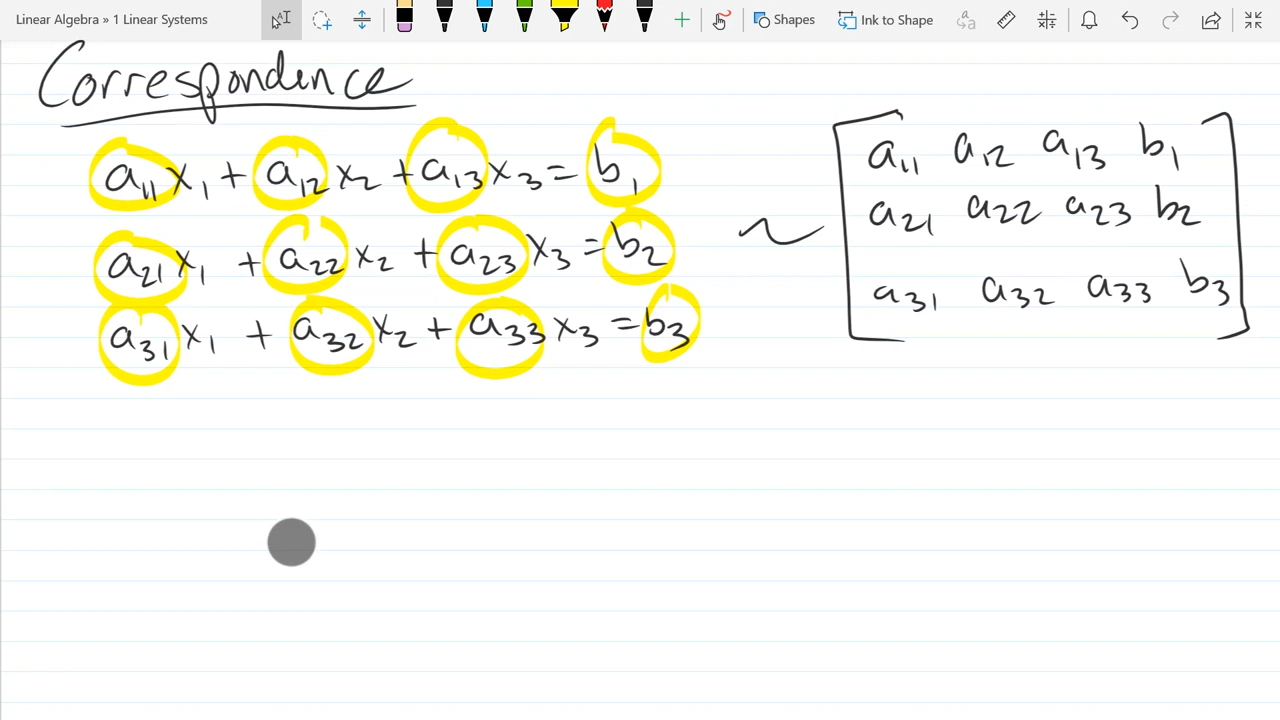 Linear Algebra » 1 Linear Systems Shapes Ink to Shape
Correspondence
a₁₁x₁ + a₁₂x₂ + a₁₃x₃ = b₁
a₂₁x₁ + a₂₂x₂ + a₂₃x₃ = b₂
a₃₁x₁ + a₃₂x₂ + a₃₃x₃ = b₃
~
a₁₁ a₁₂ a₁₃ b₁
a₂₁ a₂₂ a₂₃ b₂
a₃₁ a₃₂ a₃₃ b₃